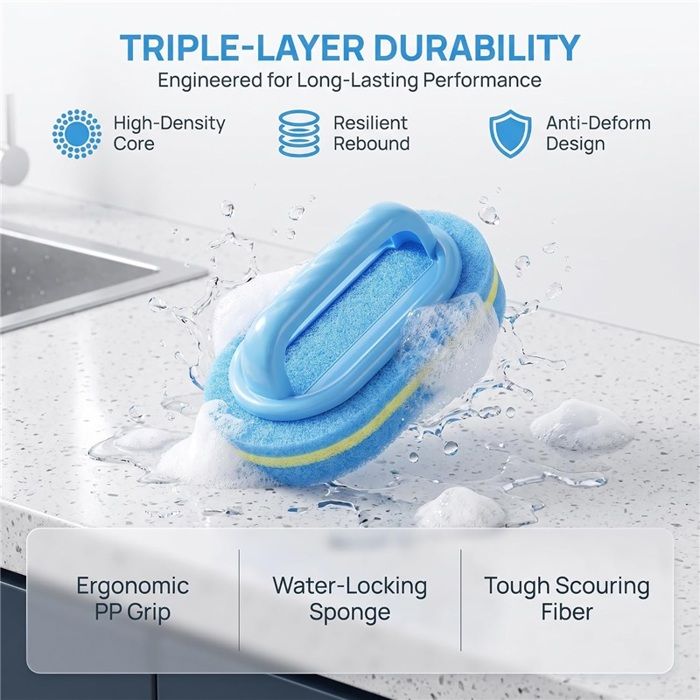 TRIPLE-LAYER DURABILITY
Engineered for Long-Lasting Performance
High-Density
Core
Resilient
Rebound
Anti-Deform
Design
Ergonomic
PP Grip
Water-Locking
Sponge
Tough Scouring
Fiber